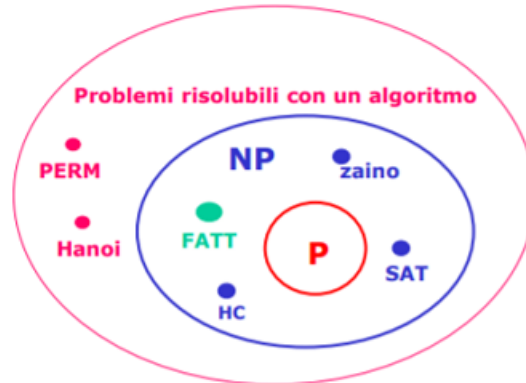 Problemi risolubili con un algoritmo
NP
zaino
PERM
FATT
Hanoi
P
SAT
HC